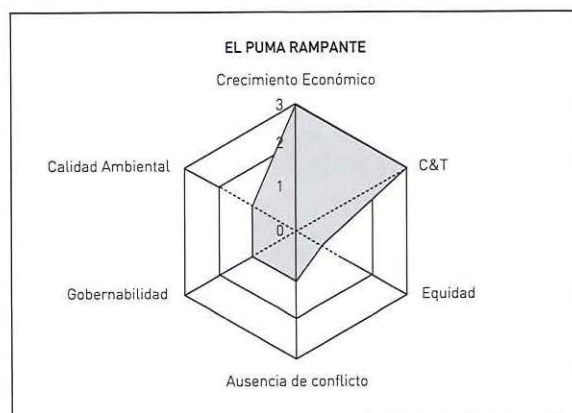 EL PUMA RAMPANTE
Crecimiento Económico
3
2
Calidad Ambiental
C&T
1
0
Gobernabilidad
Equidad
Ausencia de conflicto